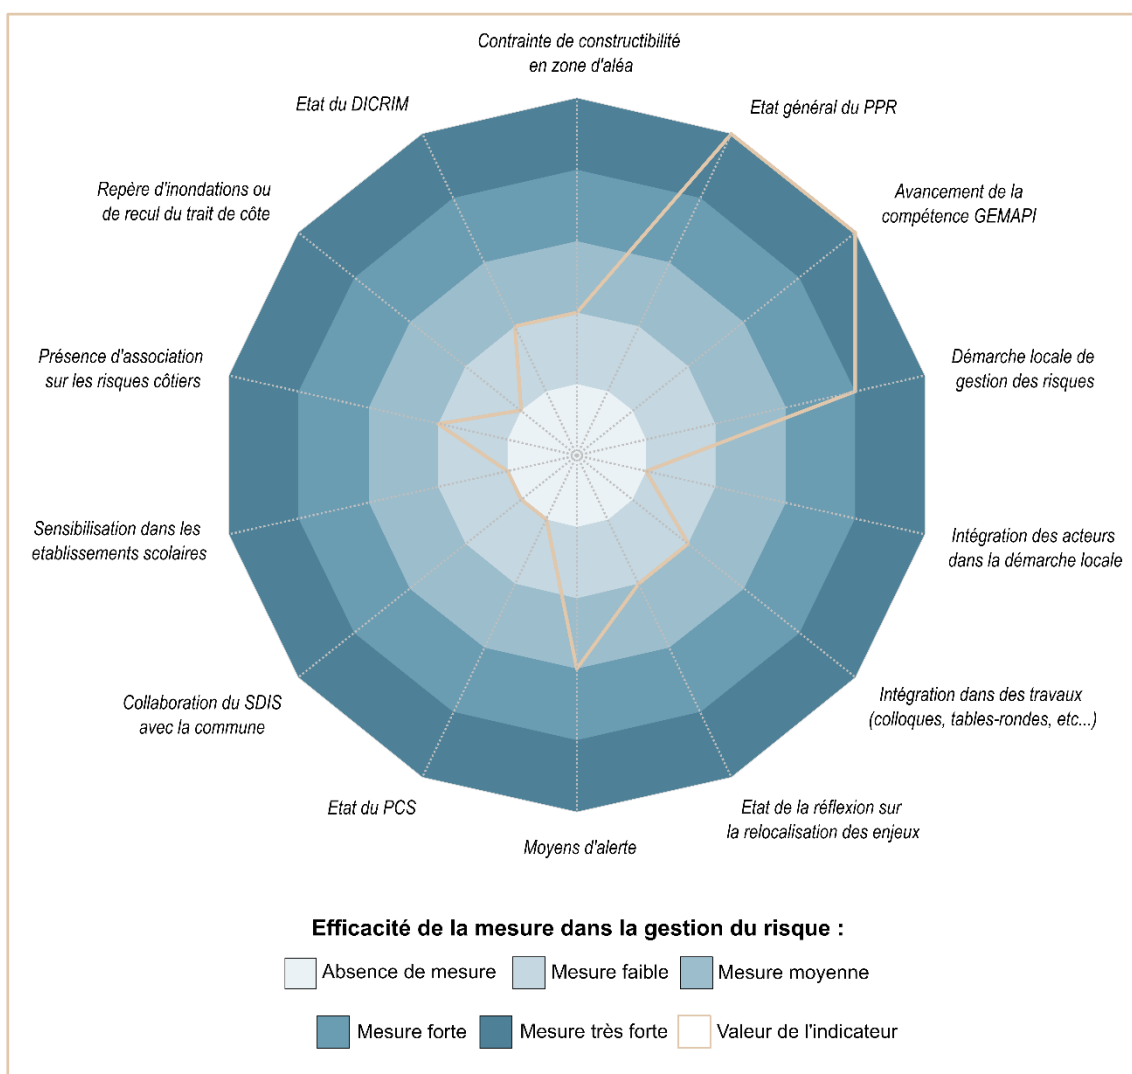 Contrainte de constructibilité
en zone d'aléa
Etat du DICRIM
Etat général du PPR
Repère d'inondations ou
de recul du trait de côte
Avancement de la
compétence GEMAPI
Présence d'association
sur les risques côtiers
Démarche locale de
gestion des risques
Sensibilisation dans les
etablissements scolaires
Intégration des acteurs
dans la démarche locale
Collaboration du SDIS
avec la commune
Intégration dans des travaux
(colloques, tables-rondes, etc...)
Etat du PCS
Etat de la réflexion sur
la relocalisation des enjeux
Moyens d'alerte
Efficacité de la mesure dans la gestion du risque :
Absence de mesure
Mesure faible
Mesure moyenne
Mesure forte
Mesure très forte
Valeur de l'indicateur